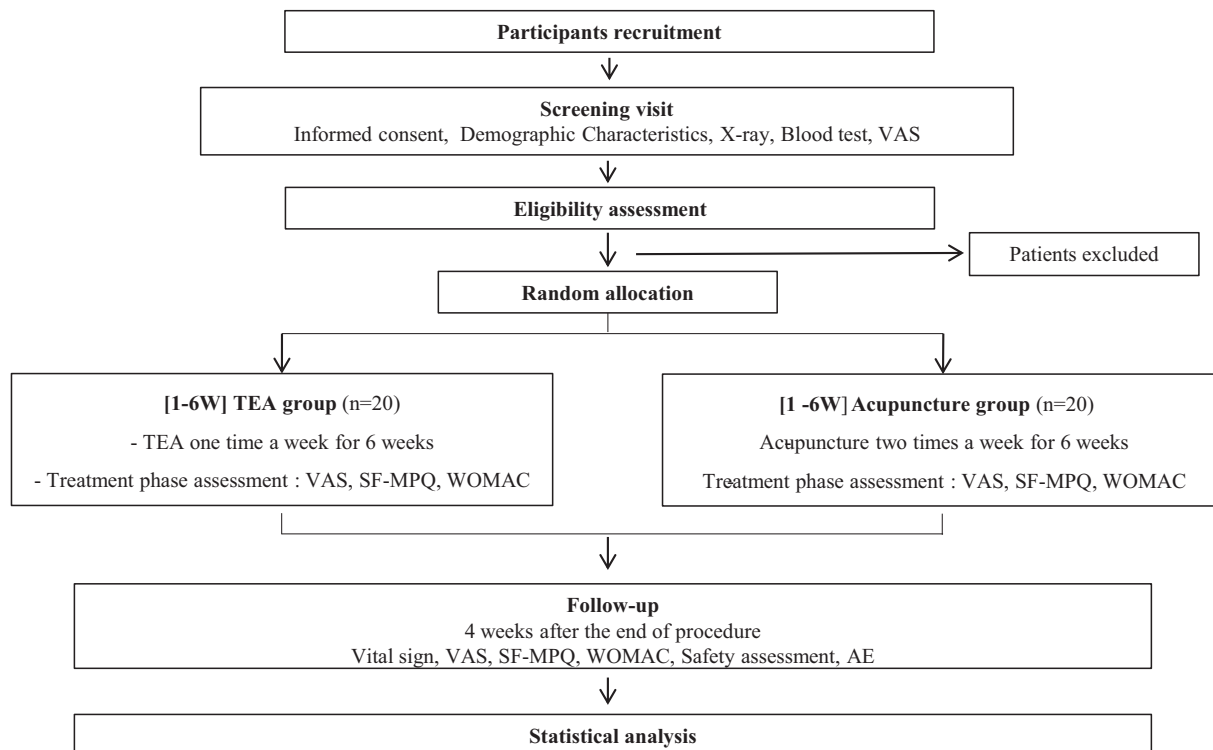 Participants recruitment
Screening visit
Informed consent, Demographic Characteristics, X-ray, Blood test, VAS
Eligibility assessment
Patients excluded
Random allocation
[1-6W] TEA group (n=20)
- TEA one time a week for 6 weeks
- Treatment phase assessment : VAS, SF-MPQ, WOMAC
[1 -6W] Acupuncture group (n=20)
- Acupuncture two times a week for 6 weeks
- Treatment phase assessment : VAS, SF-MPQ, WOMAC
Follow-up
4 weeks after the end of procedure
Vital sign, VAS, SF-MPQ, WOMAC, Safety assessment, AE
Statistical analysis